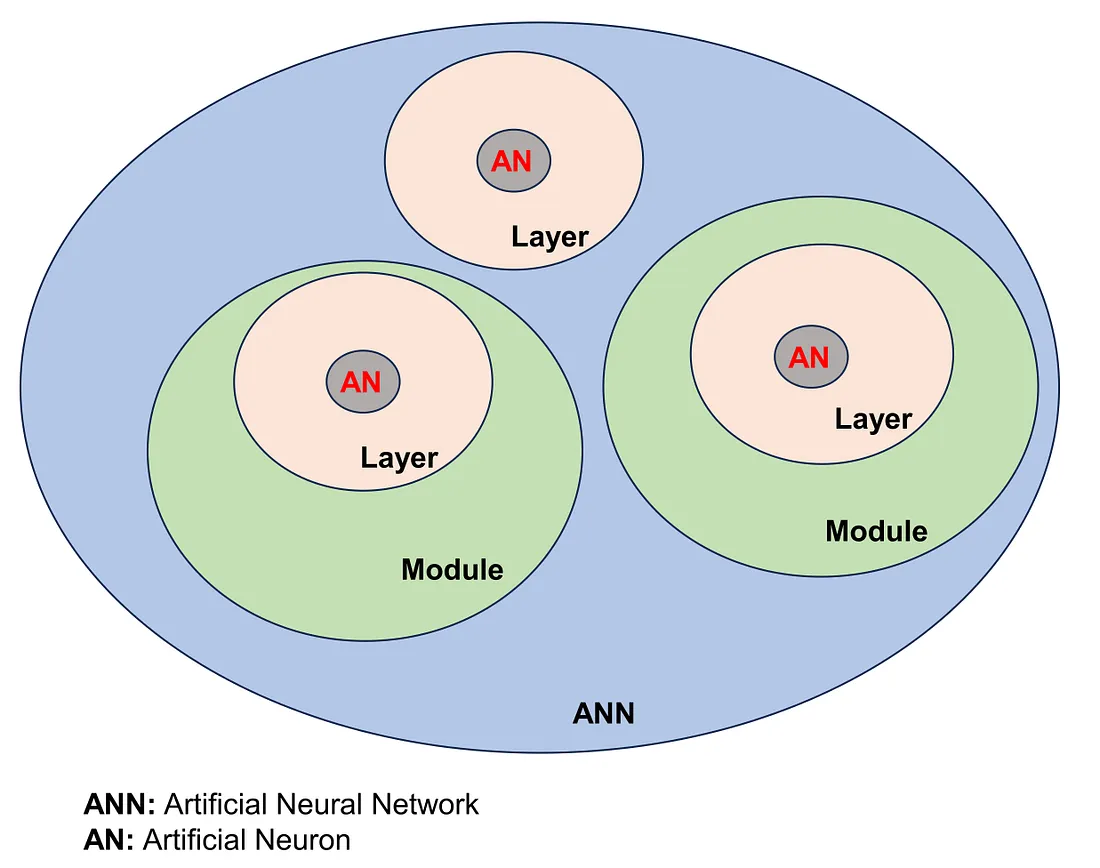 AN
Layer
AN
Layer
Module
AN
Layer
Module
ANN
ANN: Artificial Neural Network
AN: Artificial Neuron